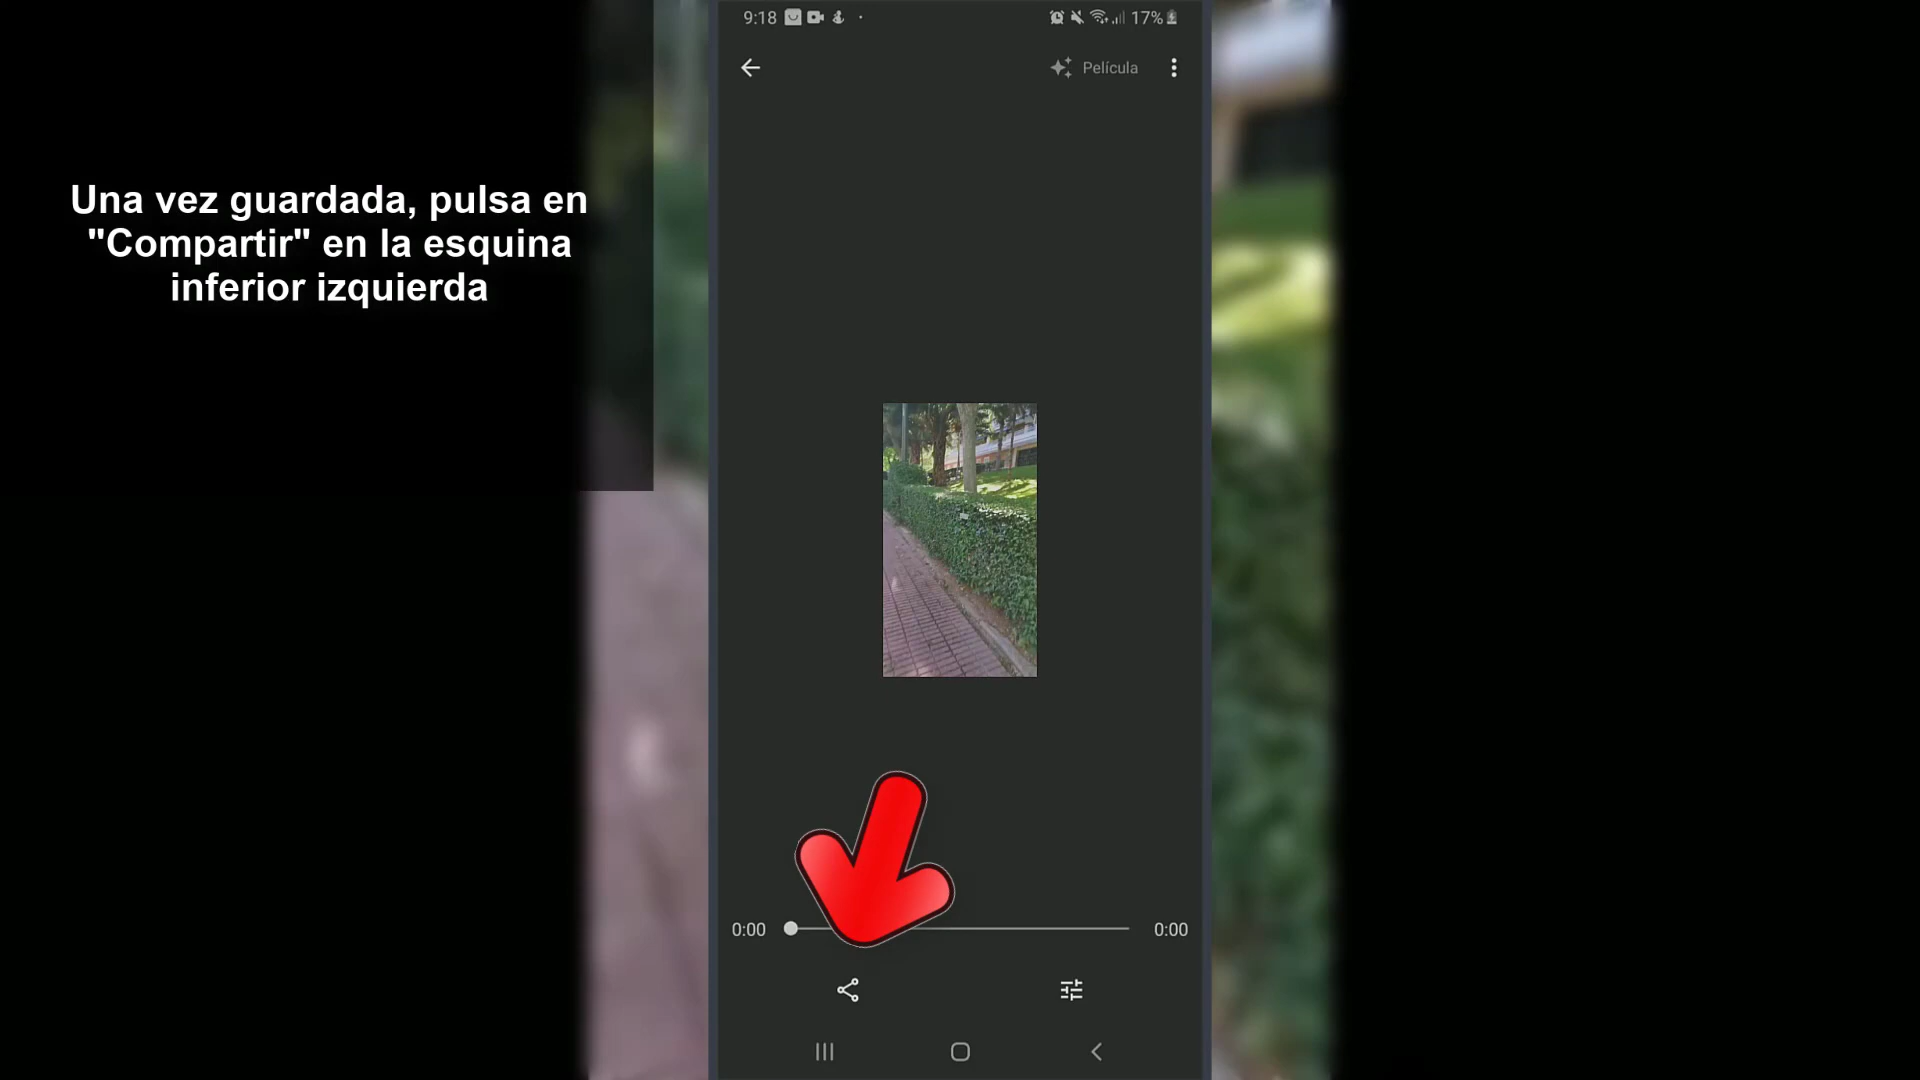 9:18
17%
Película
Una vez guardada, pulsa en
"Compartir" en la esquina
inferior izquierda
0:00
0:00